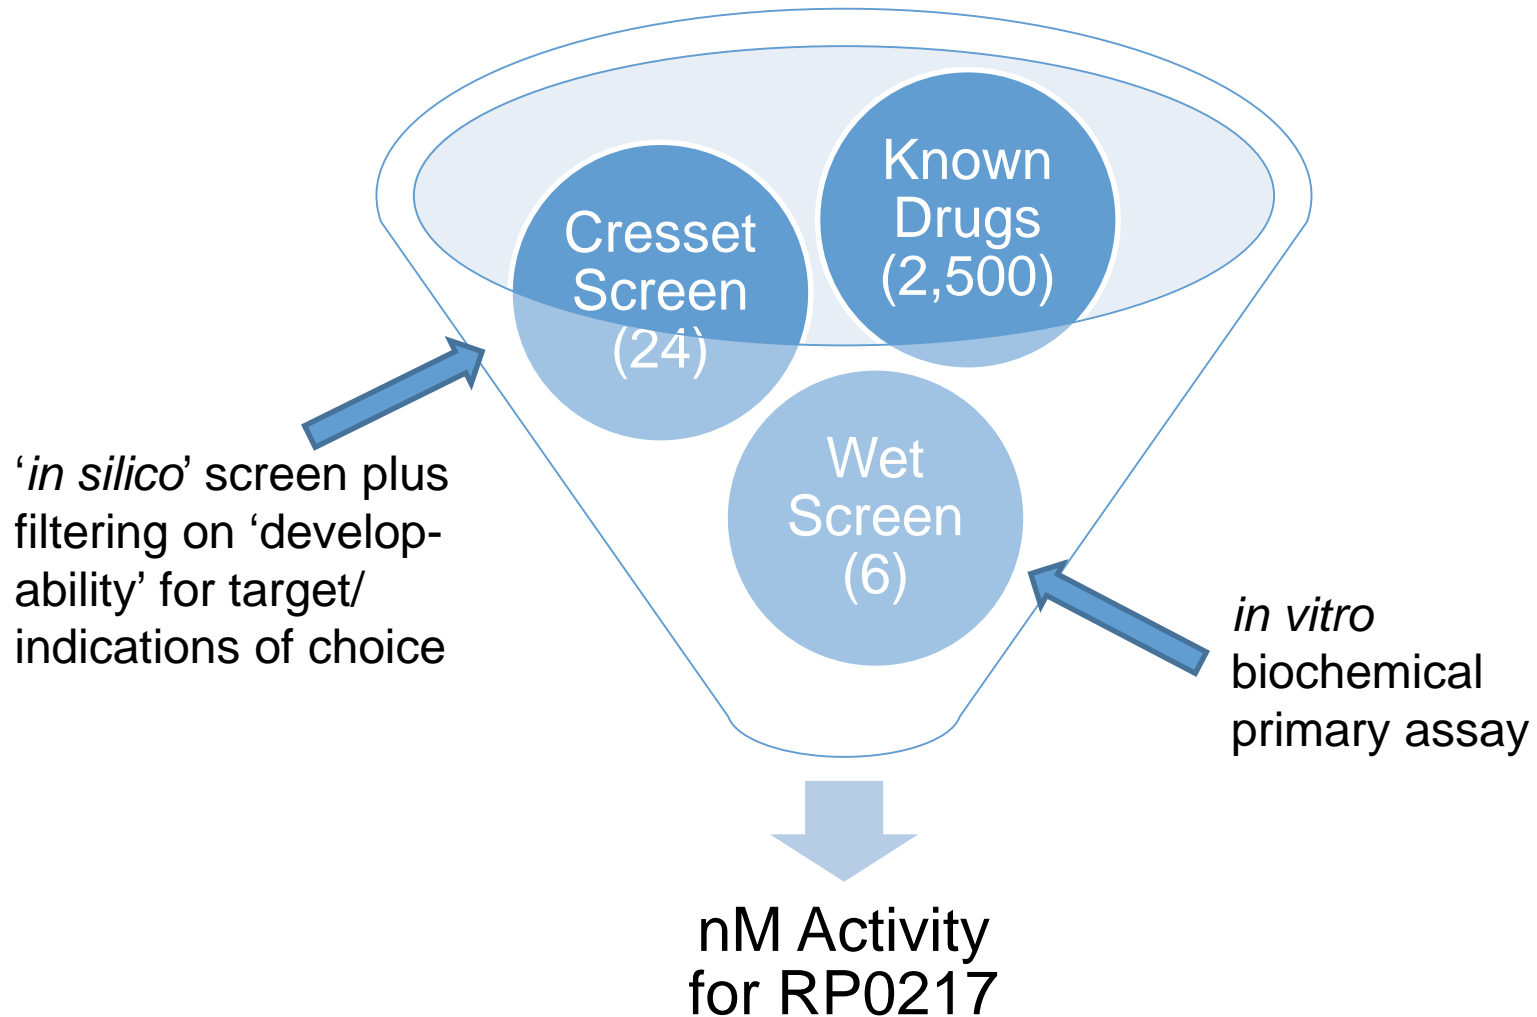 Known
Drugs
(2,500)
Cresset
Screen
(24)
Wet
Screen
(6)
‘in silico’ screen plus
filtering on ‘develop-
ability’ for target/
indications of choice
in vitro
biochemical
primary assay
nM Activity
for RP0217